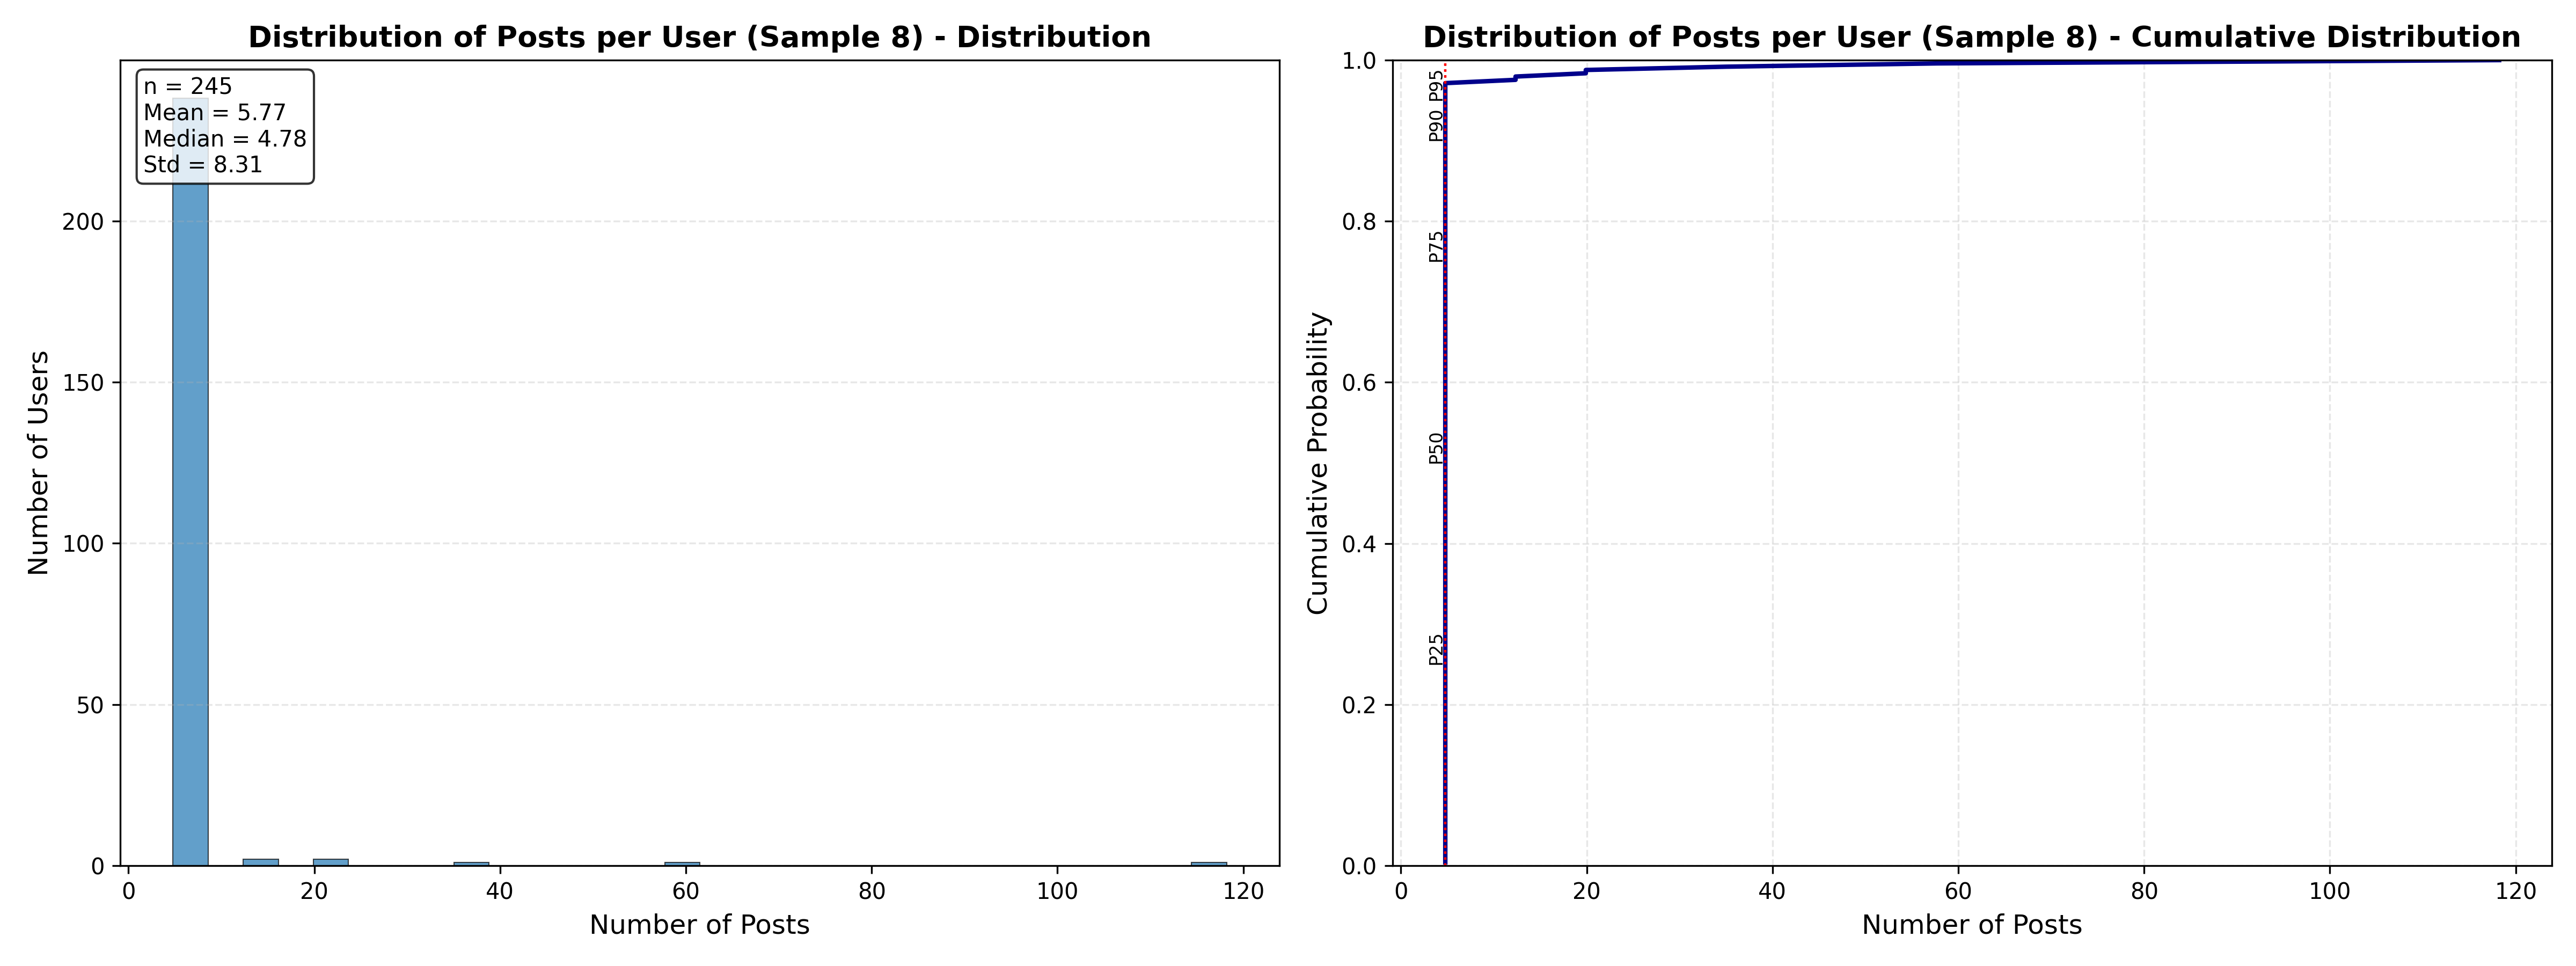 Distribution of Posts per User (Sample 8) - Distribution
n = 245
Mean = 5.77
Median = 4.78
Std = 8.31
Number of Users
200
150
100
50
0
0 20 40 60 80 100 120
Number of Posts
Distribution of Posts per User (Sample 8) - Cumulative Distribution
Cumulative Probability
1.0
0.8
0.6
0.4
0.2
0.0
P95
P90
P75
P50
P25
0 20 40 60 80 100 120
Number of Posts